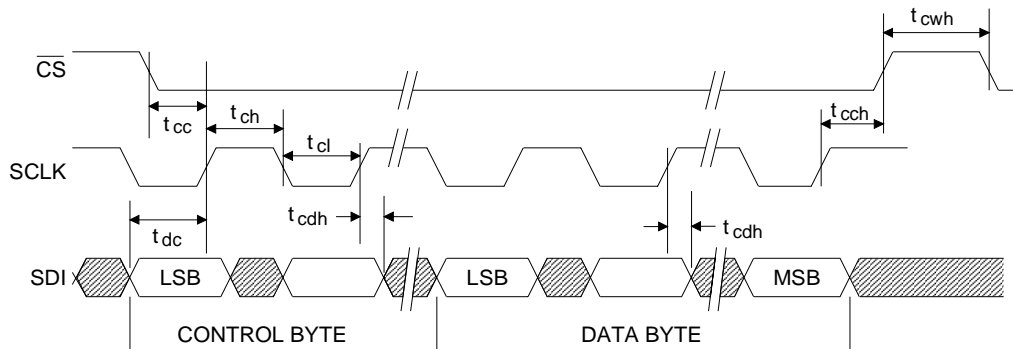 t cwh
CS
t cc
t ch
t cch
t cl
SCLK
t cdh
t cdh
t dc
SDI
LSB
LSB
MSB
CONTROL BYTE
DATA BYTE